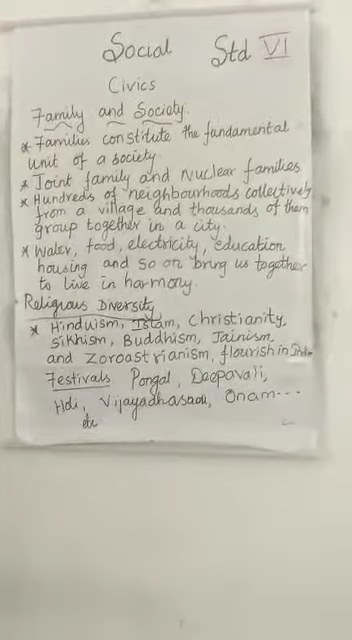 Social Std VI
Civics
Family and Society
* Families constitute the fundamental
unit of a society.
* Joint family and Nuclear families
* Hundreds of neighbourhoods collectively
from a village and thousands of them
group together in a city.
* Water, food, electricity, education
housing and so on bring us together
to live in harmony.
Religious Diversity
* Hinduism, Islam, Christianity,
Sikhism, Buddhism, Jainism
and Zoroastrianism, flourish in
Festivals Pongal, Deepavali,
Holi, Vijayadhasadi, Onam...
etc